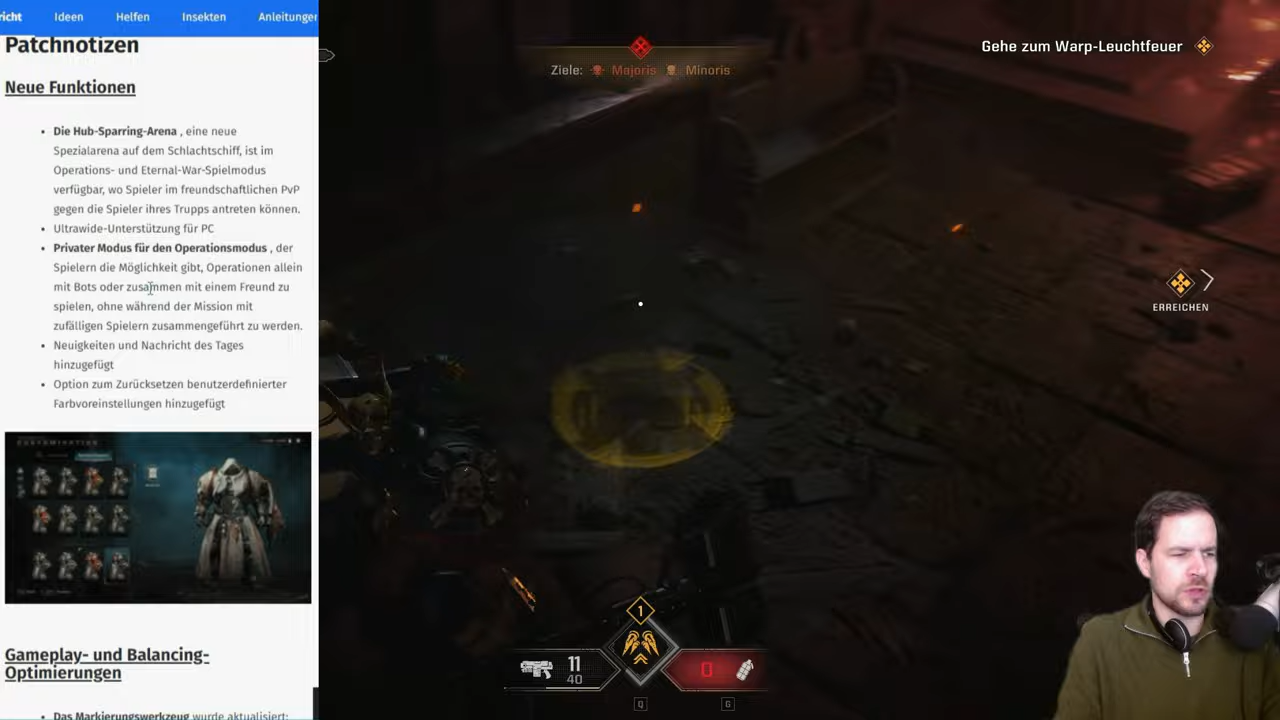 richt Ideen Helfen Insekten Anleitungen
Patchnotizen
Neue Funktionen
Die Hub-Sparring-Arena , eine neue
Spezialarena auf dem Schlachtschiff, ist im
Operations- und Eternal-War-Spielmodus
verfügbar, wo Spieler im freundschaftlichen PvP
gegen die Spieler ihres Trupps antreten können.
Ultrawide-Unterstützung für PC
Privater Modus für den Operationsmodus , der
Spielern die Möglichkeit gibt, Operationen allein
mit Bots oder zusammen mit einem Freund zu
spielen, ohne während der Mission mit
zufälligen Spielern zusammengeführt zu werden.
Neuigkeiten und Nachricht des Tages
hinzugefügt
Option zum Zurücksetzen benutzerdefinierter
Farbvoreinstellungen hinzugefügt
Gameplay- und Balancing-
Optimierungen
Das Markierungswerkzeug wurde aktualisiert:
Ziele: Majoris Minoris
Gehe zum Warp-Leuchtfeuer
ERREICHEN
1
11
40
0
Q
G